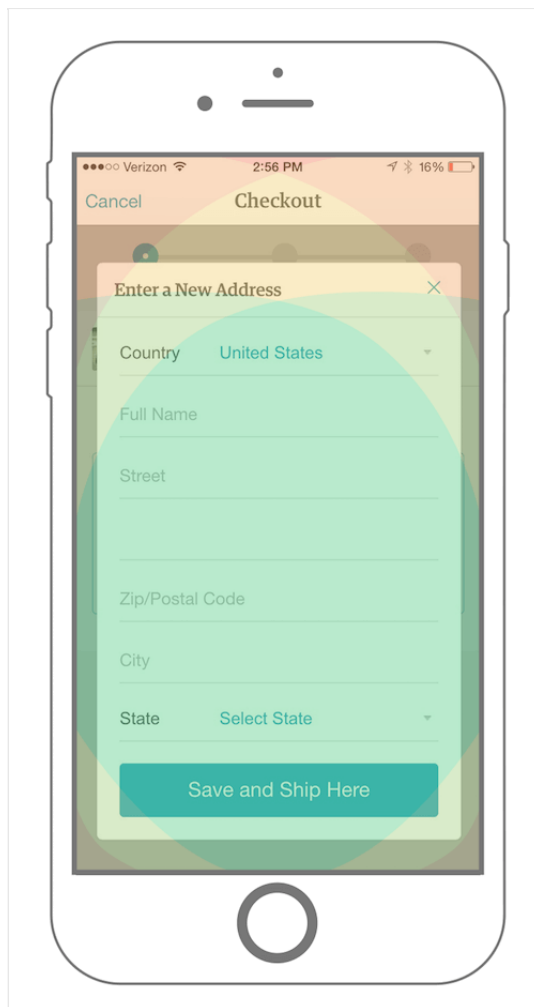 Verizon 2:56 PM 16%
Cancel Checkout
Enter a New Address
Country United States
Full Name
Street
Zip/Postal Code
City
State Select State
Save and Ship Here